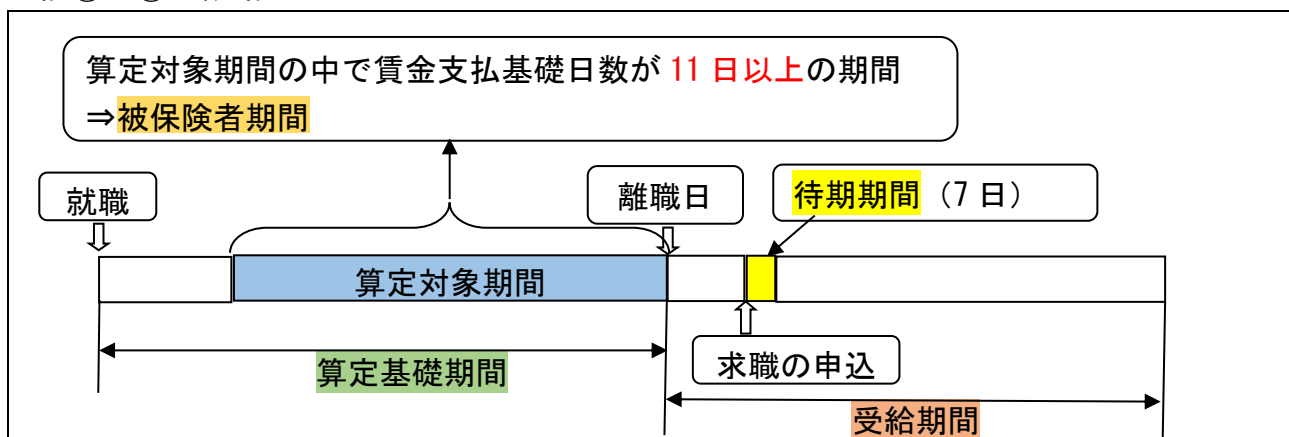 算定対象期間の中で賃金支払基礎日数が 11 日以上の期間
⇒被保険者期間
就職
離職日
待期期間（7 日）
算定対象期間
算定基礎期間
求職の申込
受給期間